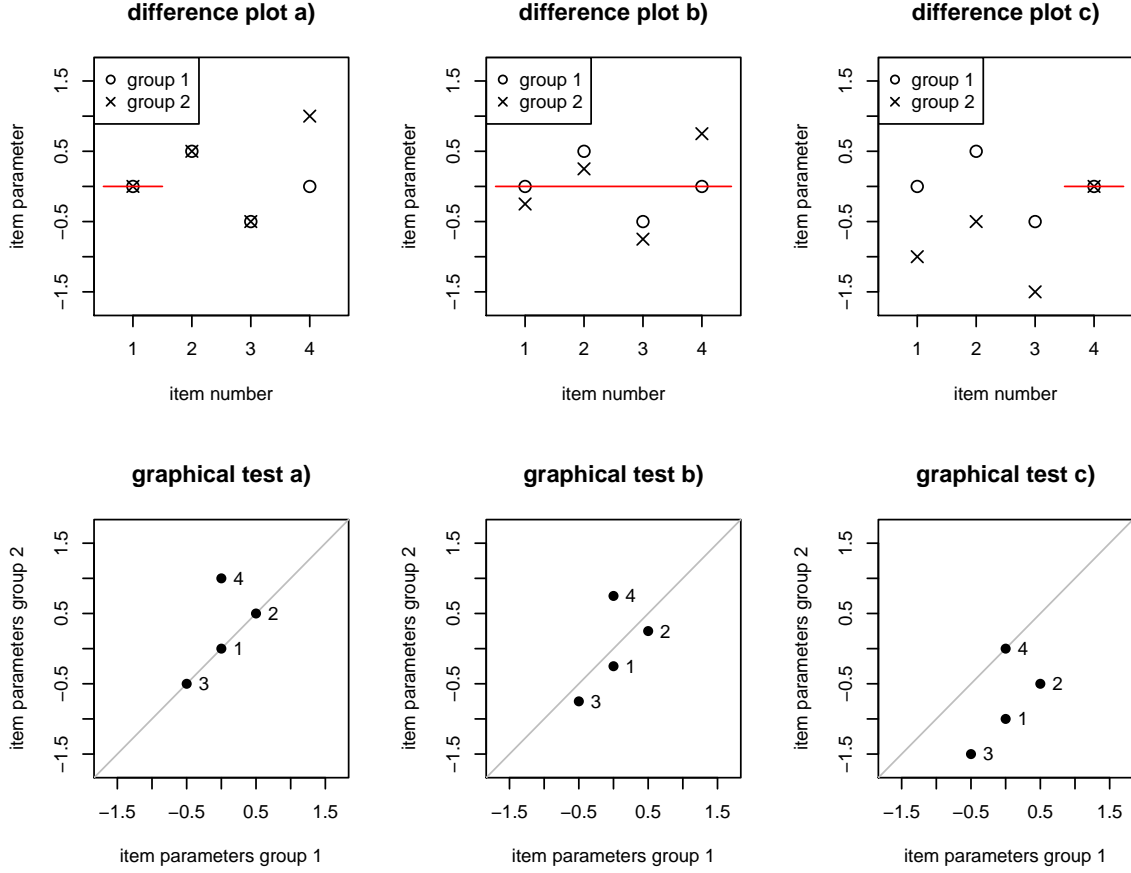 difference plot a)
group 1
group 2
item parameter
1.5
0.5
−0.5
−1.5
1 2 3 4
item number
difference plot b)
group 1
group 2
item parameter
1.5
0.5
−0.5
−1.5
1 2 3 4
item number
difference plot c)
group 1
group 2
item parameter
1.5
0.5
−0.5
−1.5
1 2 3 4
item number
graphical test a)
item parameters group 2
1.5
0.5
−0.5
−1.5
4
2
1
3
−1.5 −0.5 0.5 1.5
item parameters group 1
graphical test b)
item parameters group 2
1.5
0.5
−0.5
−1.5
4
2
1
3
−1.5 −0.5 0.5 1.5
item parameters group 1
graphical test c)
item parameters group 2
1.5
0.5
−0.5
−1.5
4
2
1
3
−1.5 −0.5 0.5 1.5
item parameters group 1